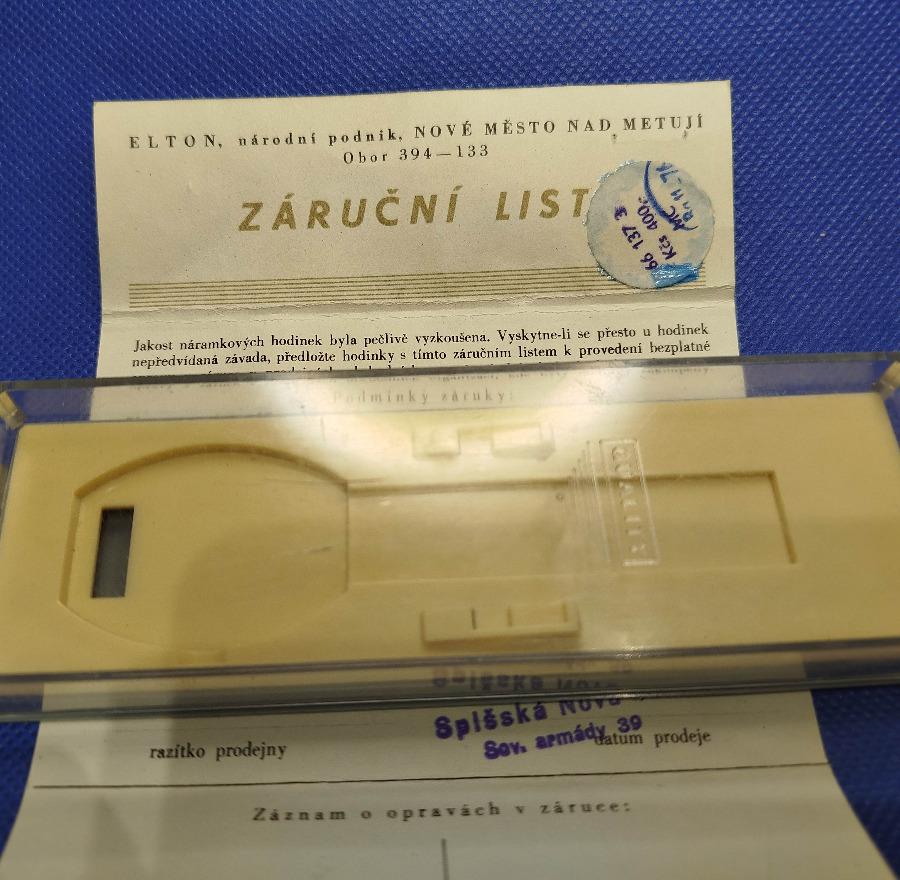 ELTON, národní podnik, NOVÉ MĚSTO NAD METUJÍ
Obor 394—133
ZÁRUČNÍ LIST
66 137 3
Kčs 400,-
MC
Jakost náramkových hodinek byla pečlivě vyzkoušena. Vyskytne-li se přesto u hodinek
nepředvídaná závada, předložte hodinky s tímto záručním listem k provedení bezplatné
Podmínky záruky:
Spišská Nová
Sov. armády 39
razítko prodejny
datum prodeje
Záznam o opravách v záruce: